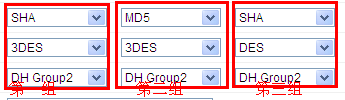 SHA MD5 SHA
3DES 3DES DES
DH Group2 DH Group2 DH Group2
第一组 第二组 第三组